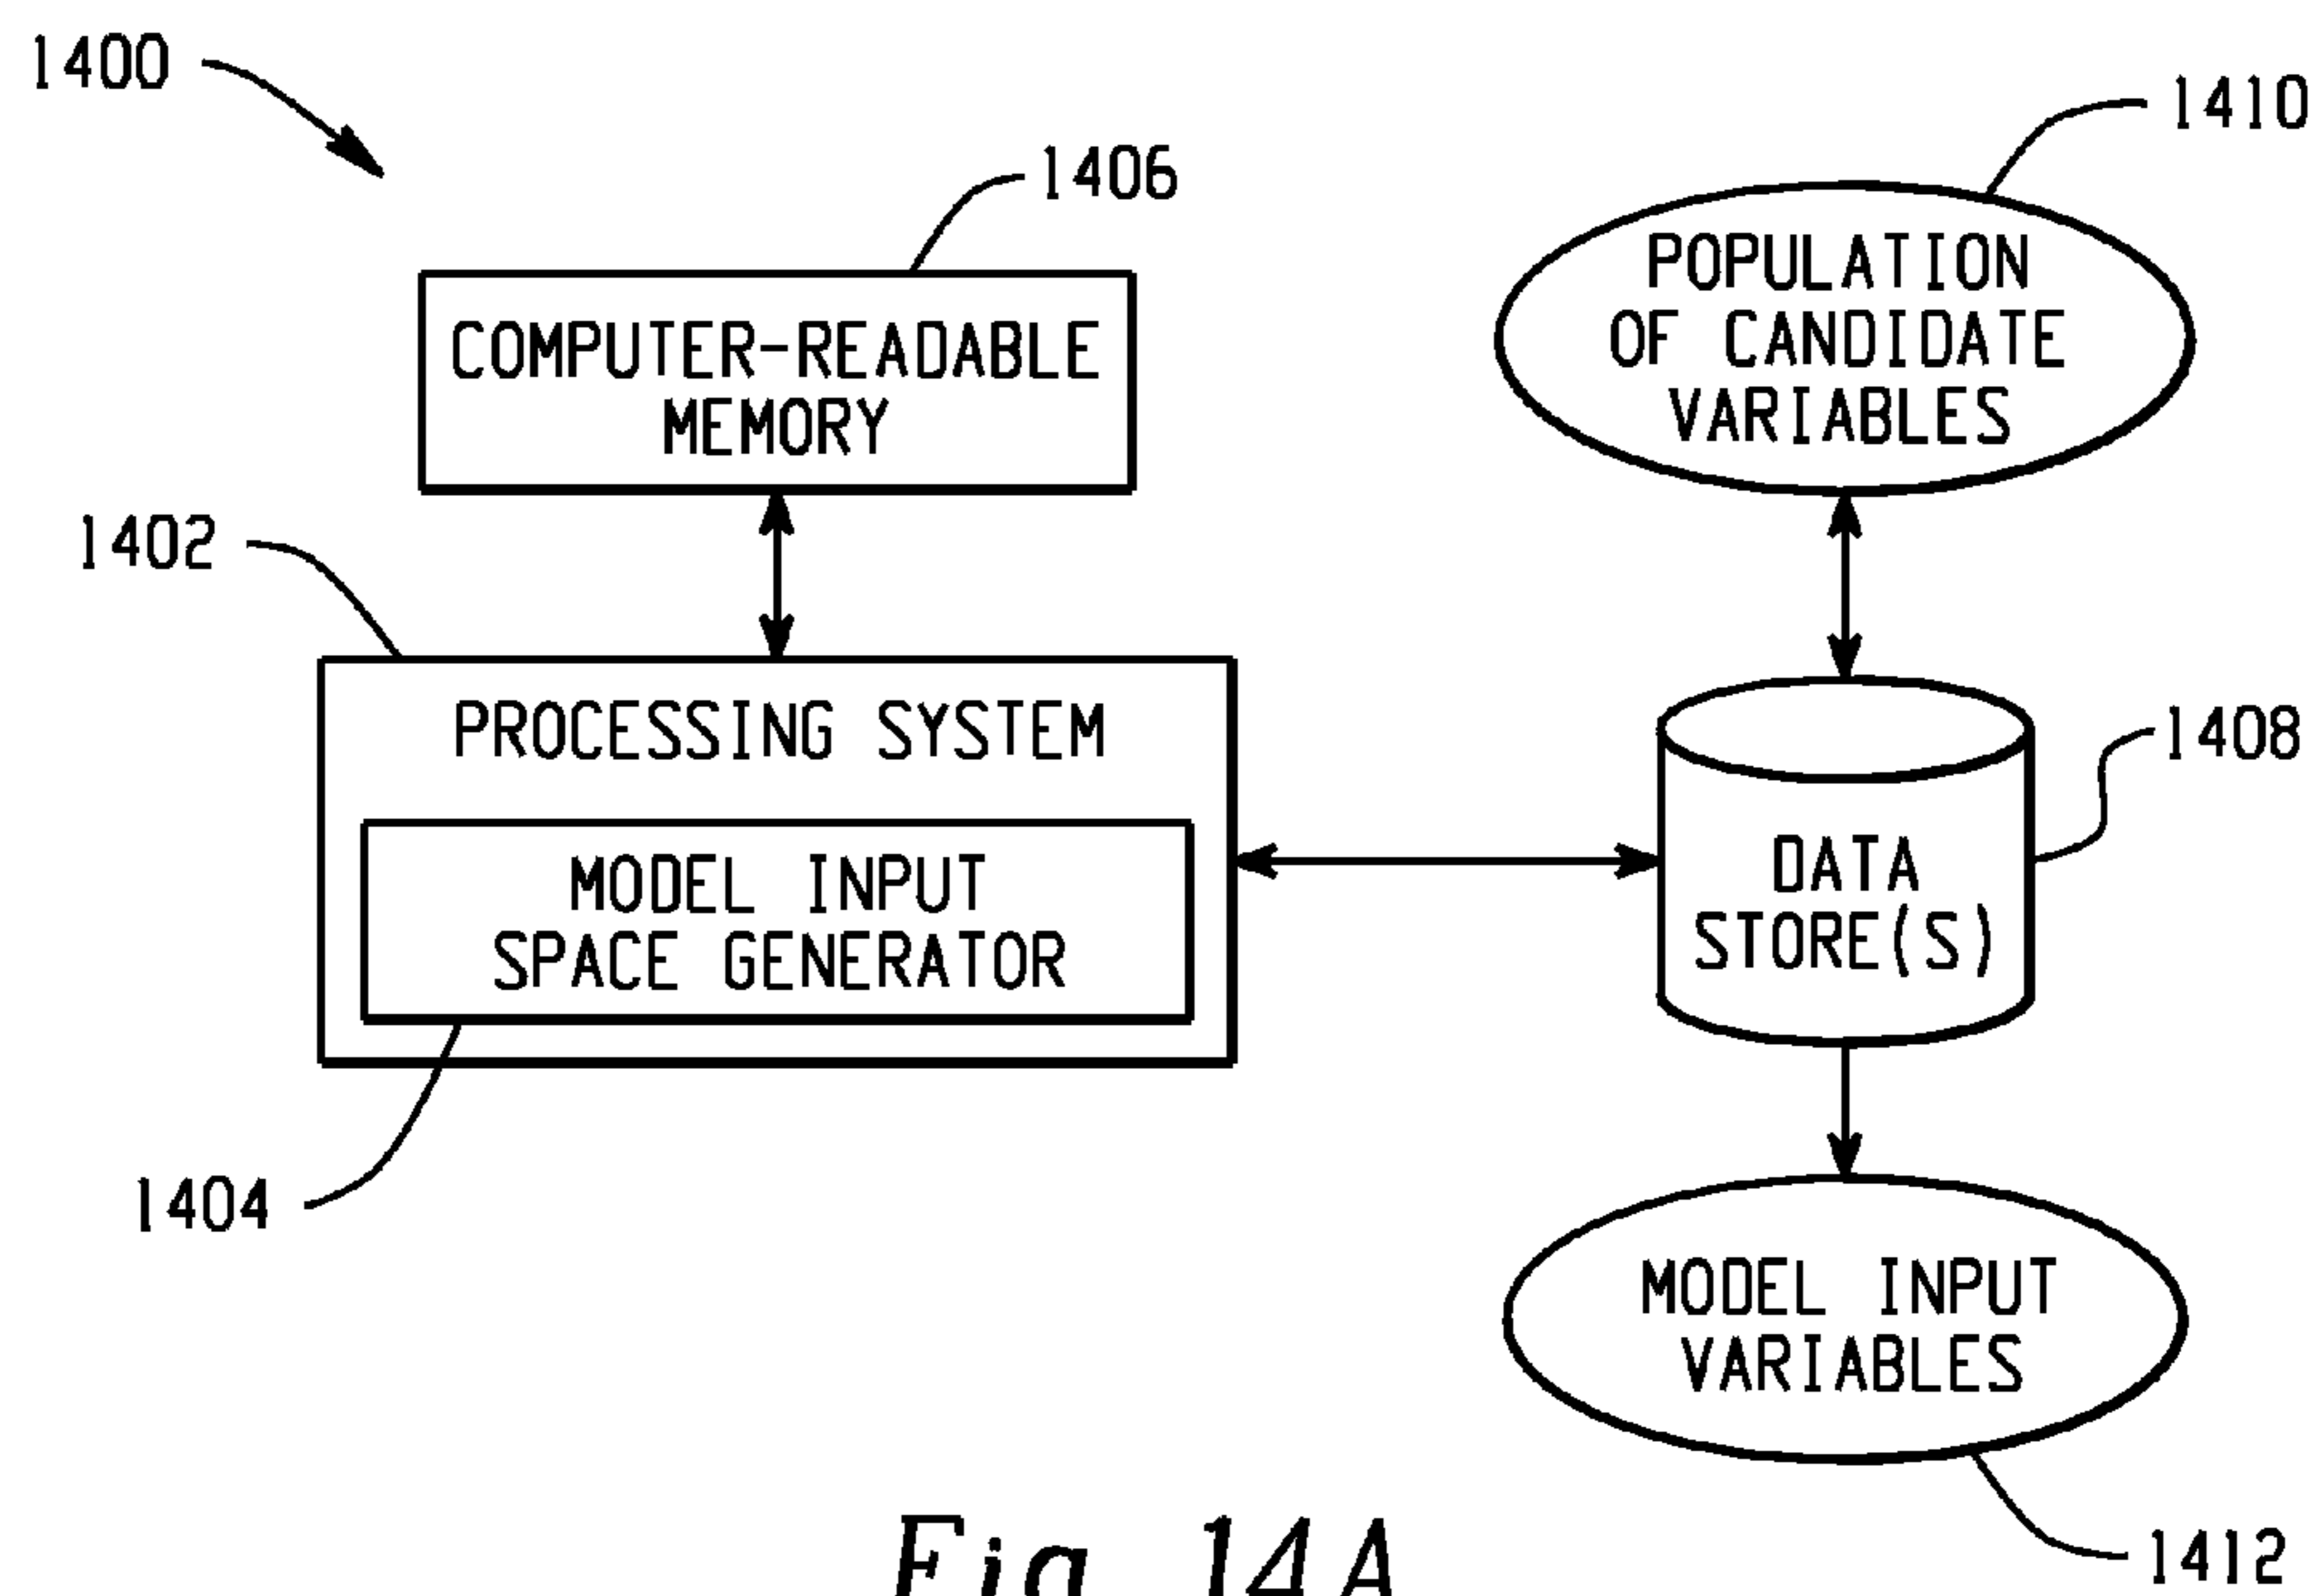 1400
1410
1406
POPULATION
OF CANDIDATE
VARIABLES
COMPUTER-READABLE
MEMORY
1402
PROCESSING SYSTEM
1408
MODEL INPUT
SPACE GENERATOR
DATA
STORE(S)
1404
MODEL INPUT
VARIABLES
1412
Fig 14A